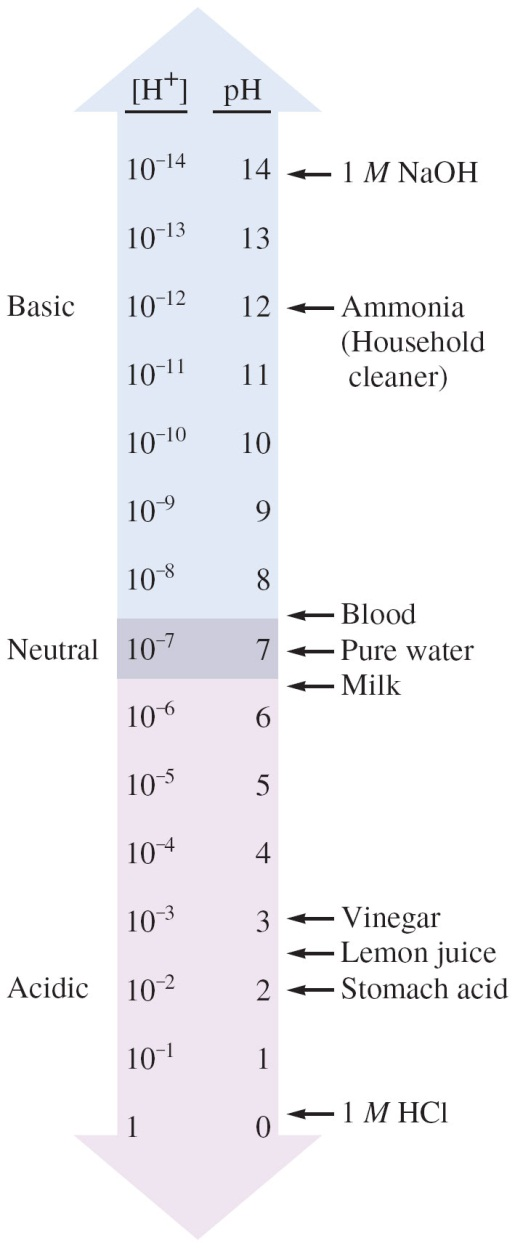 [H⁺] pH
10⁻¹⁴ 14 1 M NaOH
10⁻¹³ 13
Basic 10⁻¹² 12 Ammonia
(Household
cleaner)
10⁻¹¹ 11
10⁻¹⁰ 10
10⁻⁹ 9
10⁻⁸ 8
Blood
Neutral 10⁻⁷ 7 Pure water
Milk
10⁻⁶ 6
10⁻⁵ 5
10⁻⁴ 4
10⁻³ 3 Vinegar
Lemon juice
Acidic 10⁻² 2 Stomach acid
10⁻¹ 1
1 M HCl
1 0